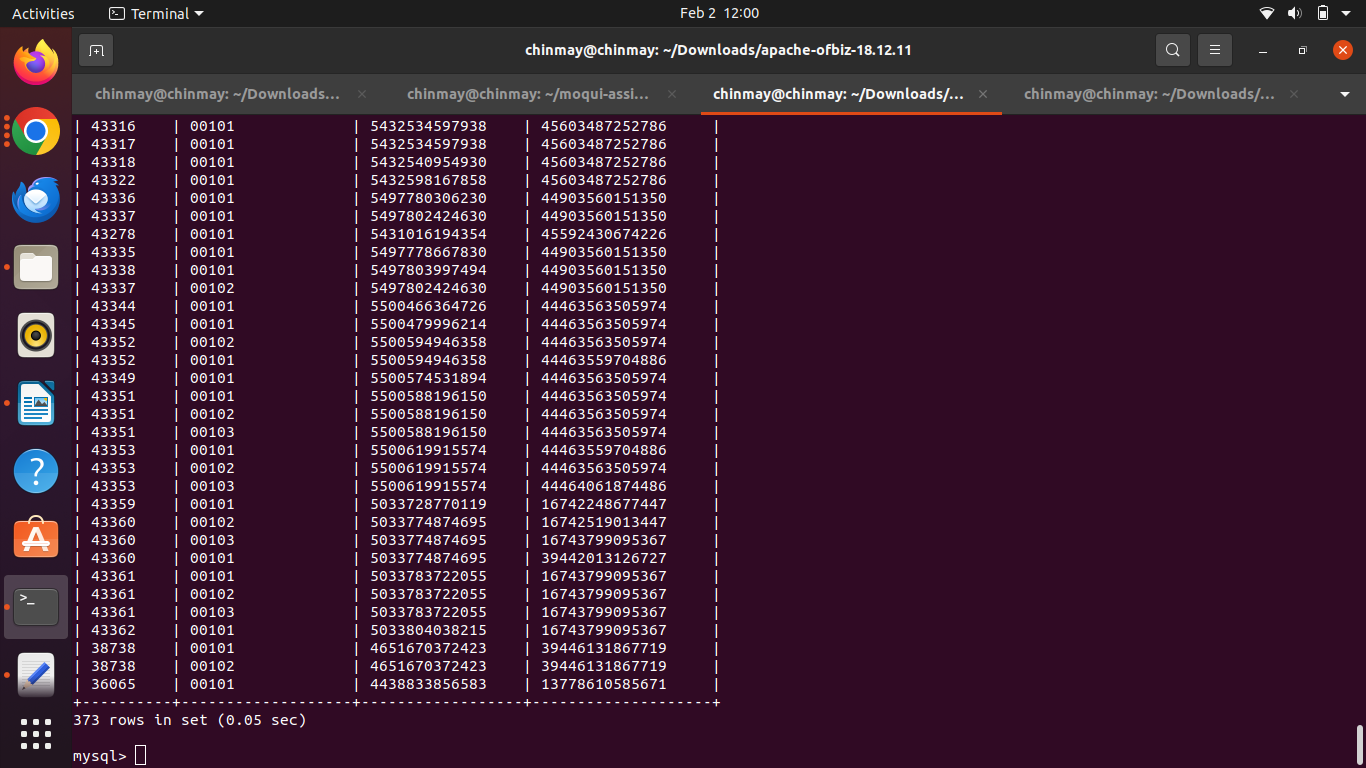 Activities Terminal Feb 2 12:00
chinmay@chinmay: ~/Downloads/apache-ofbiz-18.12.11
chinmay@chinmay: ~/Downloads... × chinmay@chinmay: ~/moqui-assi... × chinmay@chinmay: ~/Downloads/... × chinmay@chinmay: ~/Downloads/... ×
| 43316 | 00101 | 5432534597938 | 45603487252786 |
| 43317 | 00101 | 5432534597938 | 45603487252786 |
| 43318 | 00101 | 5432540954930 | 45603487252786 |
| 43322 | 00101 | 5432598167858 | 45603487252786 |
| 43336 | 00101 | 5497780306230 | 44903560151350 |
| 43337 | 00101 | 5497802424630 | 44903560151350 |
| 43278 | 00101 | 5431016194354 | 45592430674226 |
| 43335 | 00101 | 5497778667830 | 44903560151350 |
| 43338 | 00101 | 5497803997494 | 44903560151350 |
| 43337 | 00102 | 5497802424630 | 44903560151350 |
| 43344 | 00101 | 5500466364726 | 44463563505974 |
| 43345 | 00101 | 5500479996214 | 44463563505974 |
| 43352 | 00102 | 5500594946358 | 44463563505974 |
| 43352 | 00101 | 5500594946358 | 44463559704886 |
| 43349 | 00101 | 5500574531894 | 44463563505974 |
| 43351 | 00101 | 5500588196150 | 44463563505974 |
| 43351 | 00102 | 5500588196150 | 44463563505974 |
| 43351 | 00103 | 5500588196150 | 44463563505974 |
| 43353 | 00101 | 5500619915574 | 44463559704886 |
| 43353 | 00102 | 5500619915574 | 44463563505974 |
| 43353 | 00103 | 5500619915574 | 44464061874486 |
| 43359 | 00101 | 5033728770119 | 16742248677447 |
| 43360 | 00102 | 5033774874695 | 16742519013447 |
| 43360 | 00103 | 5033774874695 | 16743799095367 |
| 43360 | 00101 | 5033774874695 | 39442013126727 |
| 43361 | 00101 | 5033783722055 | 16743799095367 |
| 43361 | 00102 | 5033783722055 | 16743799095367 |
| 43361 | 00103 | 5033783722055 | 16743799095367 |
| 43362 | 00101 | 5033804038215 | 16743799095367 |
| 38738 | 00101 | 4651670372423 | 39446131867719 |
| 38738 | 00102 | 4651670372423 | 39446131867719 |
| 36065 | 00101 | 4438833856583 | 13778610585671 |
+----------+------------------+-----------------+-------------------+
373 rows in set (0.05 sec)
mysql>